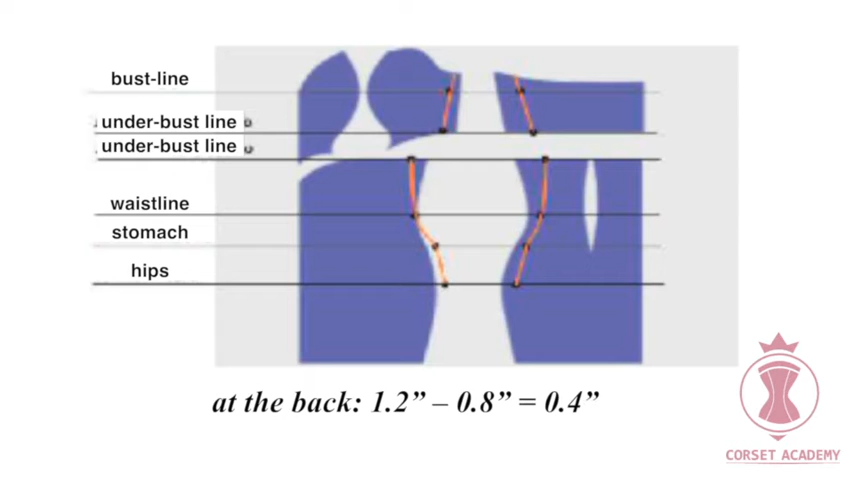 bust-line
under-bust line
under-bust line
waistline
stomach
hips
at the back: 1.2” – 0.8” = 0.4”
CORSET ACADEMY